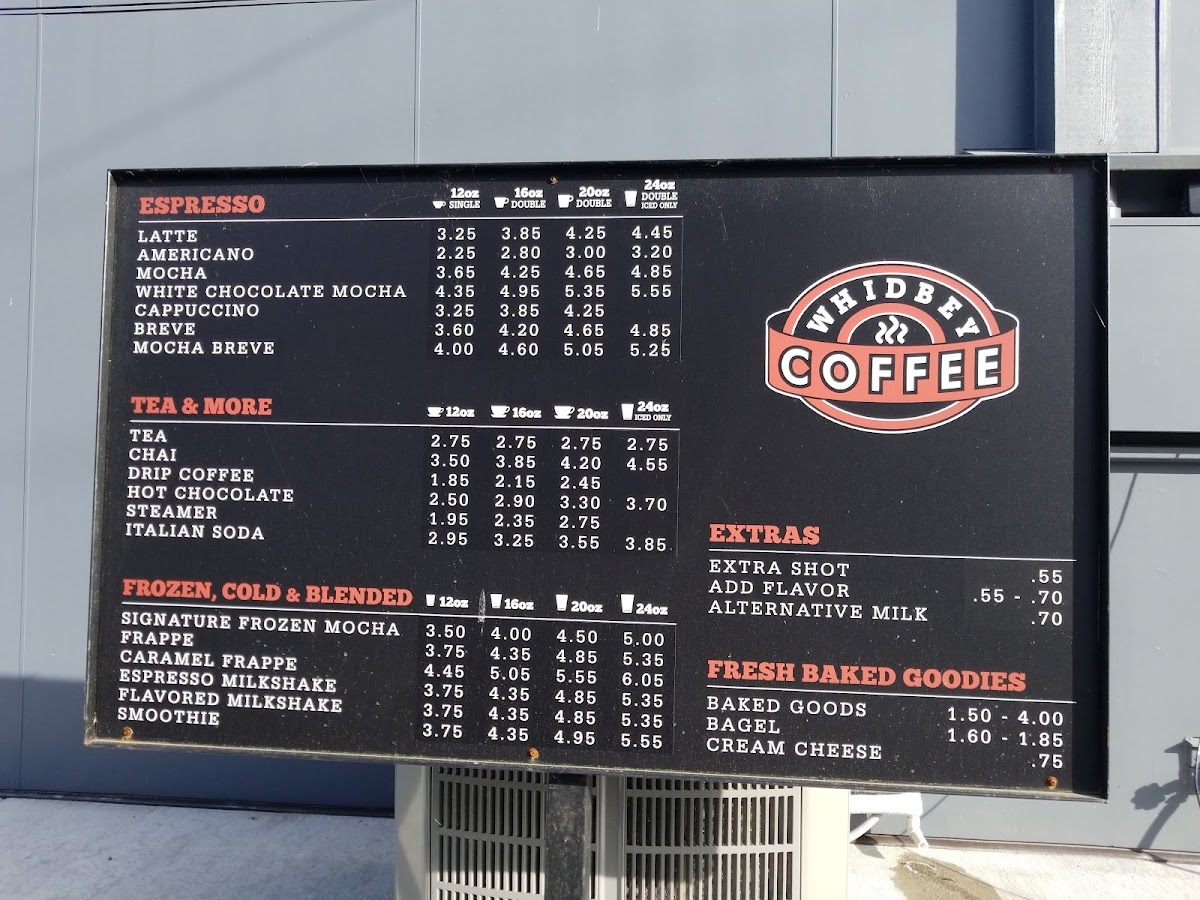 ESPRESSO 12oz SINGLE 16oz DOUBLE 20oz DOUBLE 24oz DOUBLE ICED ONLY
LATTE 3.25 3.85 4.25 4.45
AMERICANO 2.25 2.80 3.00 3.20
MOCHA 3.65 4.25 4.65 4.85
WHITE CHOCOLATE MOCHA 4.35 4.95 5.35 5.55
CAPPUCCINO 3.25 3.85 4.25
BREVE 3.60 4.20 4.65 4.85
MOCHA BREVE 4.00 4.60 5.05 5.25
TEA & MORE 12oz 16oz 20oz 24oz ICED ONLY
TEA 2.75 2.75 2.75 2.75
CHAI 3.50 3.85 4.20 4.55
DRIP COFFEE 1.85 2.15 2.45
HOT CHOCOLATE 2.50 2.90 3.30 3.70
STEAMER 1.95 2.35 2.75
ITALIAN SODA 2.95 3.25 3.55 3.85
FROZEN, COLD & BLENDED 12oz 16oz 20oz 24oz
SIGNATURE FROZEN MOCHA 3.50 4.00 4.50 5.00
FRAPPE 3.75 4.35 4.85 5.35
CARAMEL FRAPPE 4.45 5.05 5.55 6.05
ESPRESSO MILKSHAKE 3.75 4.35 4.85 5.35
FLAVORED MILKSHAKE 3.75 4.35 4.85 5.35
SMOOTHIE 3.75 4.35 4.95 5.55
WHIDBEY
COFFEE
EXTRAS
EXTRA SHOT .55
ADD FLAVOR .55 - .70
ALTERNATIVE MILK .70
FRESH BAKED GOODIES
BAKED GOODS 1.50 - 4.00
BAGEL 1.60 - 1.85
CREAM CHEESE .75